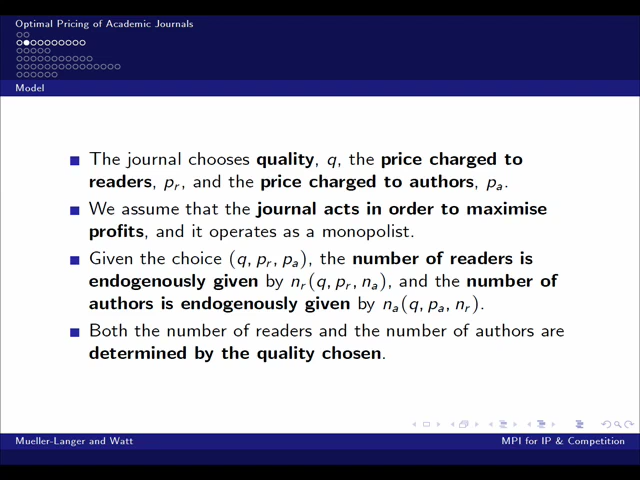 Optimal Pricing of Academic Journals
Model
The journal chooses quality, q, the price charged to
readers, pr, and the price charged to authors, pa.
We assume that the journal acts in order to maximise
profits, and it operates as a monopolist.
Given the choice (q, pr, pa), the number of readers is
endogenously given by nr(q, pr, na), and the number of
authors is endogenously given by na(q, pa, nr).
Both the number of readers and the number of authors are
determined by the quality chosen.
Mueller-Langer and Watt
MPI for IP & Competition